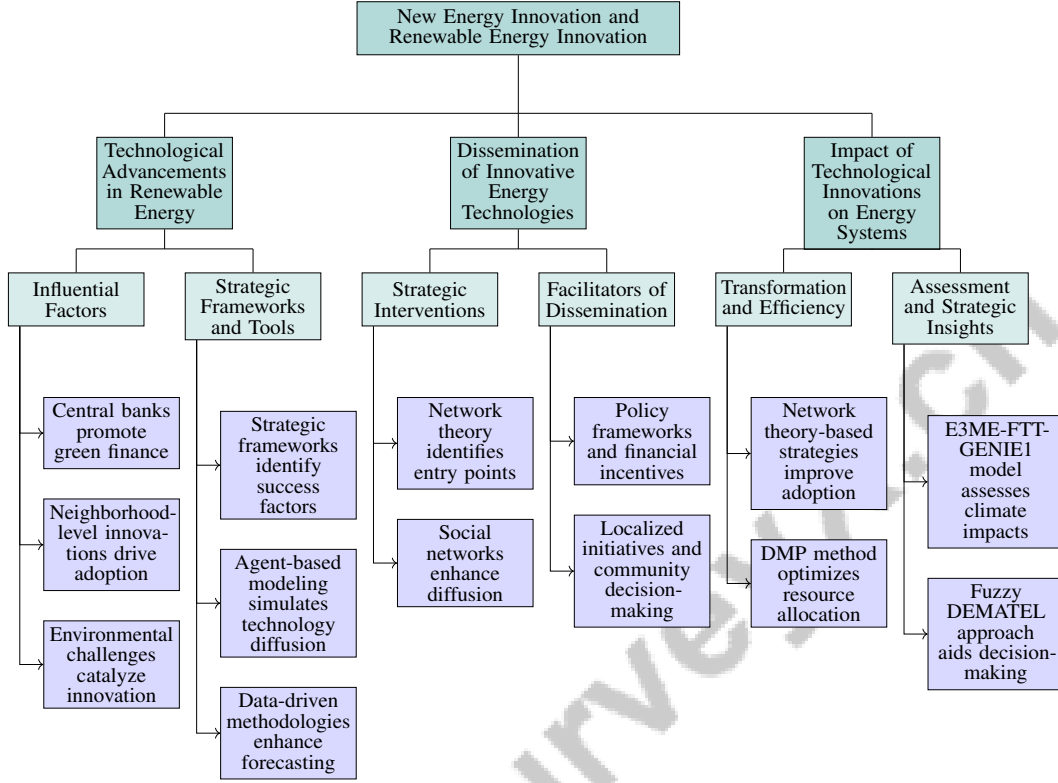 New Energy Innovation and
Renewable Energy Innovation
Technological
Advancements
in Renewable
Energy
Dissemination
of Innovative
Energy
Technologies
Impact of
Technological
Innovations
on Energy
Systems
Influential
Factors
Strategic
Frameworks
and Tools
Strategic
Interventions
Facilitators of
Dissemination
Transformation
and Efficiency
Assessment
and Strategic
Insights
Central banks
promote
green finance
Neighborhood-
level innova-
tions drive
adoption
Environmental
challenges
catalyze
innovation
Strategic
frameworks
identify
success
factors
Agent-based
modeling
simulates
technology
diffusion
Data-driven
methodologies
enhance
forecasting
Network
theory
identifies
entry points
Social
networks
enhance
diffusion
Policy
frameworks
and financial
incentives
Localized
initiatives and
community
decision-
making
Network
theory-based
strategies
improve
adoption
DMP method
optimizes
resource
allocation
E3ME-FTT-
GENIE1
model
assesses
climate
impacts
Fuzzy
DEMATEL
approach
aids decision-
making